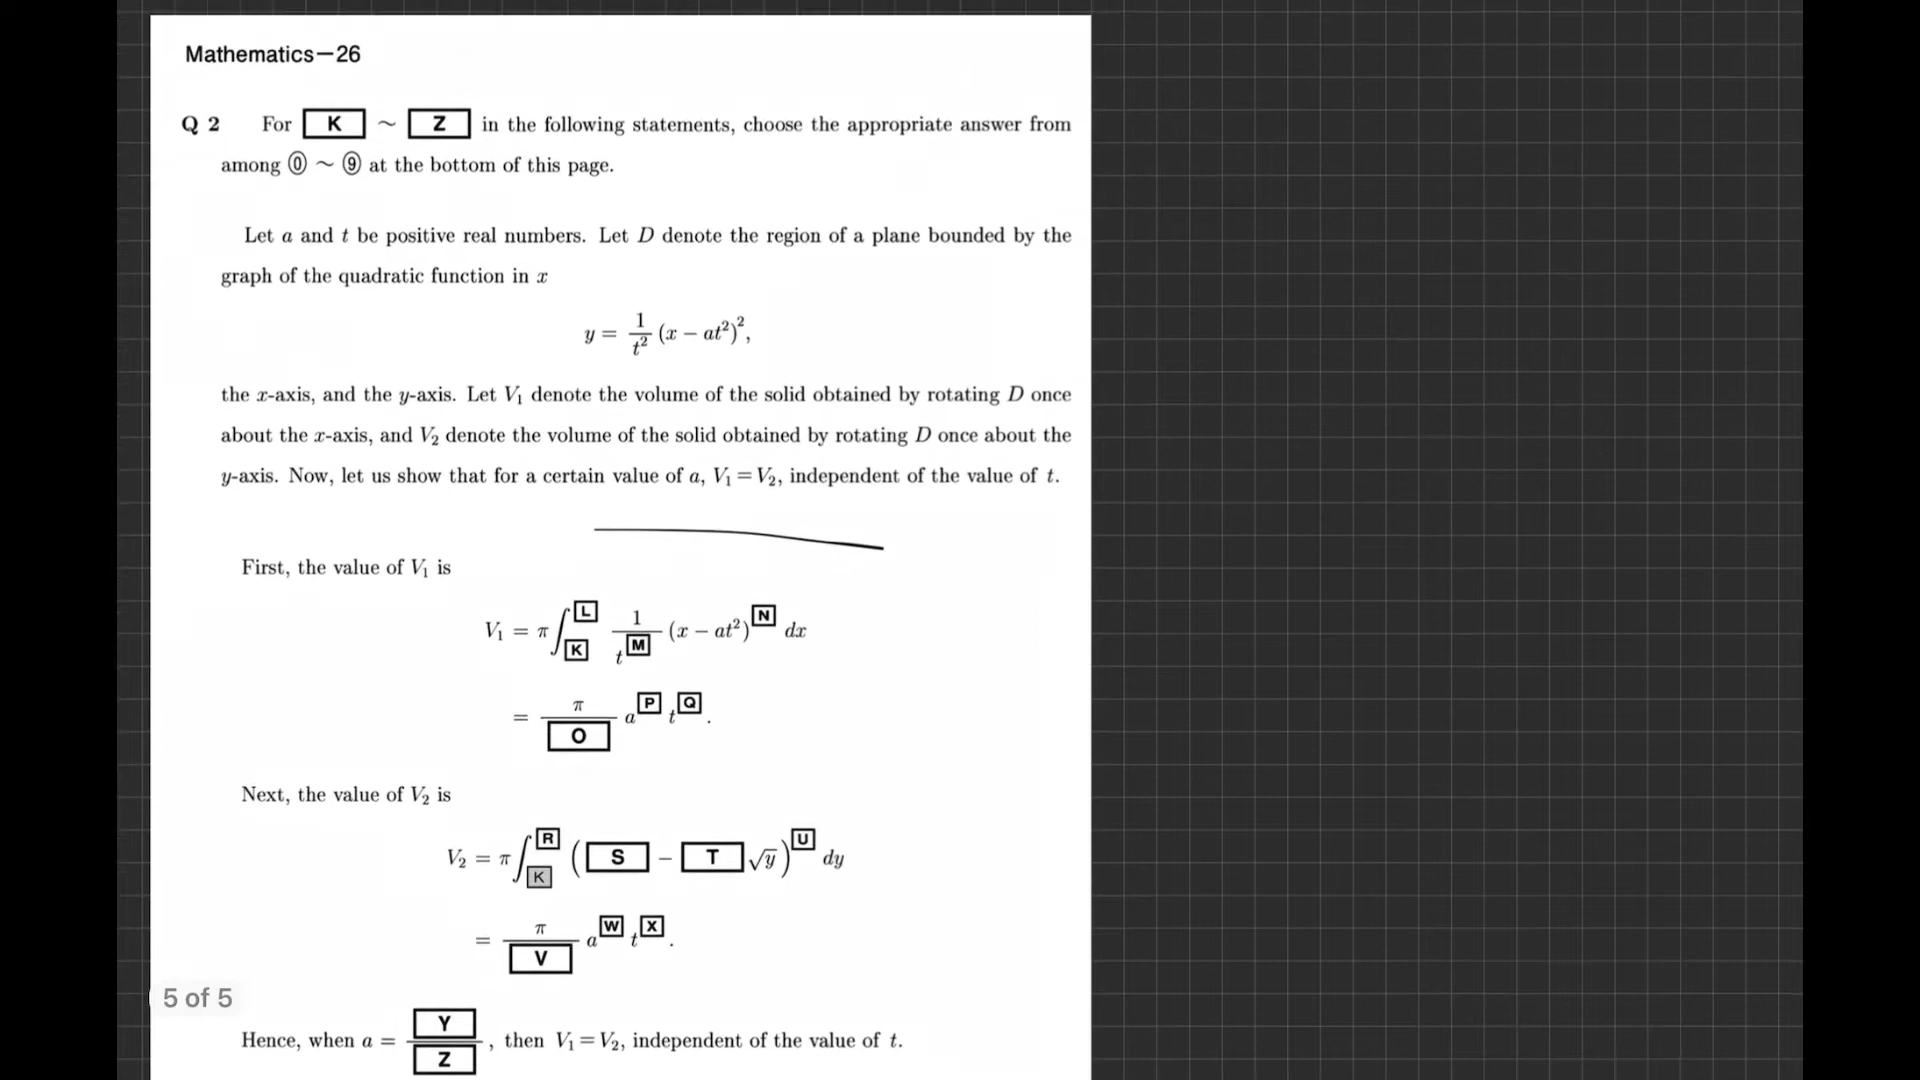 Mathematics—26
Q 2 For K ~ Z in the following statements, choose the appropriate answer from
among ⓪ ~ ⑨ at the bottom of this page.
Let a and t be positive real numbers. Let D denote the region of a plane bounded by the
graph of the quadratic function in x
y = 1/t² (x − at²)²,
the x-axis, and the y-axis. Let V₁ denote the volume of the solid obtained by rotating D once
about the x-axis, and V₂ denote the volume of the solid obtained by rotating D once about the
y-axis. Now, let us show that for a certain value of a, V₁ = V₂, independent of the value of t.
First, the value of V₁ is
V₁ = π ∫_K^L 1/t^M (x − at²)^N dx
= π/O a^P t^Q.
Next, the value of V₂ is
V₂ = π ∫_K^R (S − T √y)^U dy
= π/V a^W t^X.
5 of 5
Hence, when a = Y/Z, then V₁ = V₂, independent of the value of t.